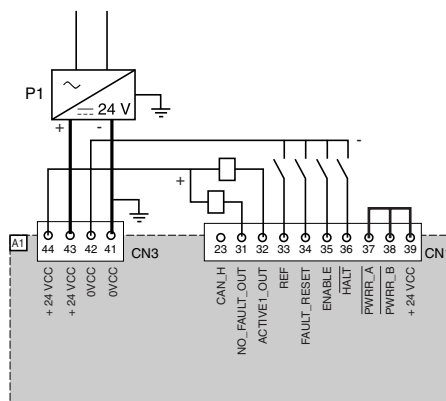 P1
24 V
+
-
-
+
A1
44
43
42
41
CN3
23
31
32
33
34
35
36
37
38
39
CN
+ 24 VCC
+ 24 VCC
0VCC
0VCC
CAN_H
NO_FAULT_OUT
ACTIVE1_OUT
REF
FAULT_RESET
ENABLE
HALT
PWRR_A
PWRR_B
+ 24 VCC